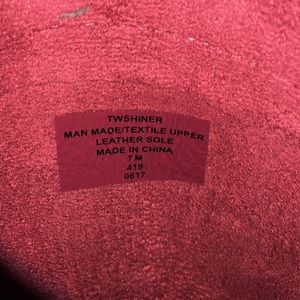 TWSHINER
MAN MADE/TEXTILE UPPER
LEATHER SOLE
MADE IN CHINA
7 M
419
0617